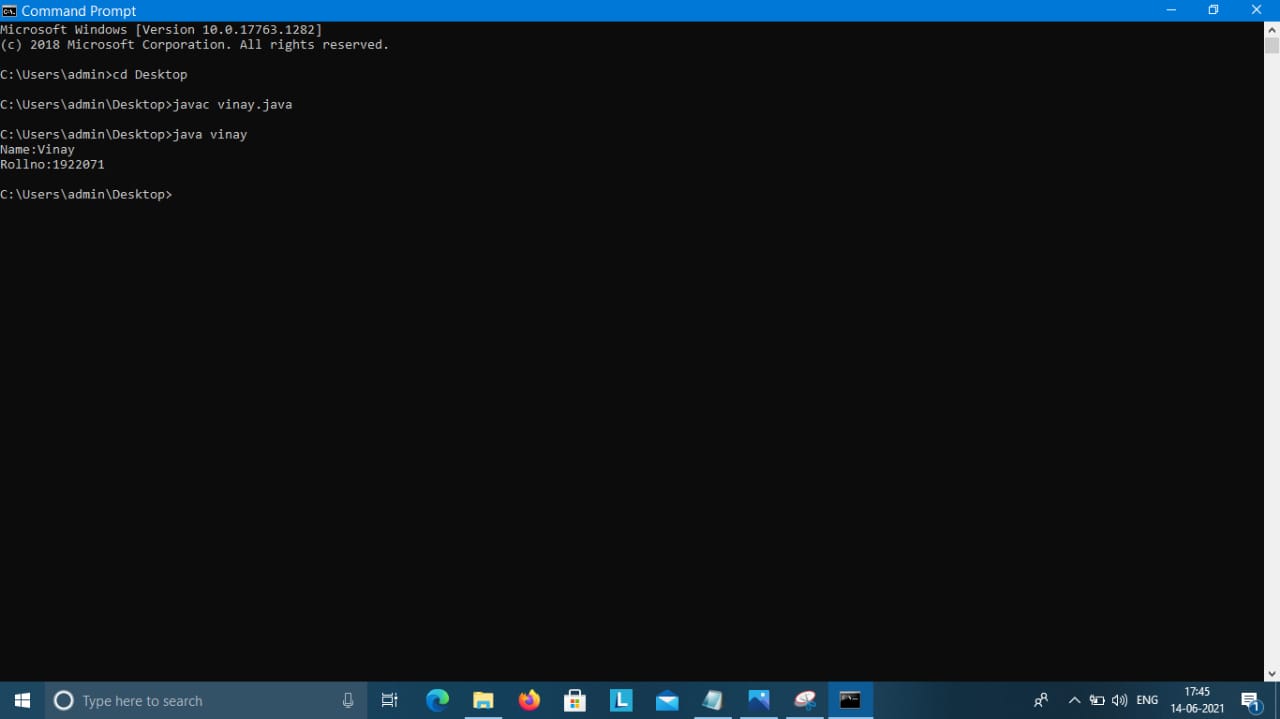 Command Prompt
Microsoft Windows [Version 10.0.17763.1282]
(c) 2018 Microsoft Corporation. All rights reserved.
C:\Users\admin>cd Desktop
C:\Users\admin\Desktop>javac vinay.java
C:\Users\admin\Desktop>java vinay
Name:Vinay
Rollno:1922071
C:\Users\admin\Desktop>
Type here to search
L
ENG
17:45
14-06-2021
1